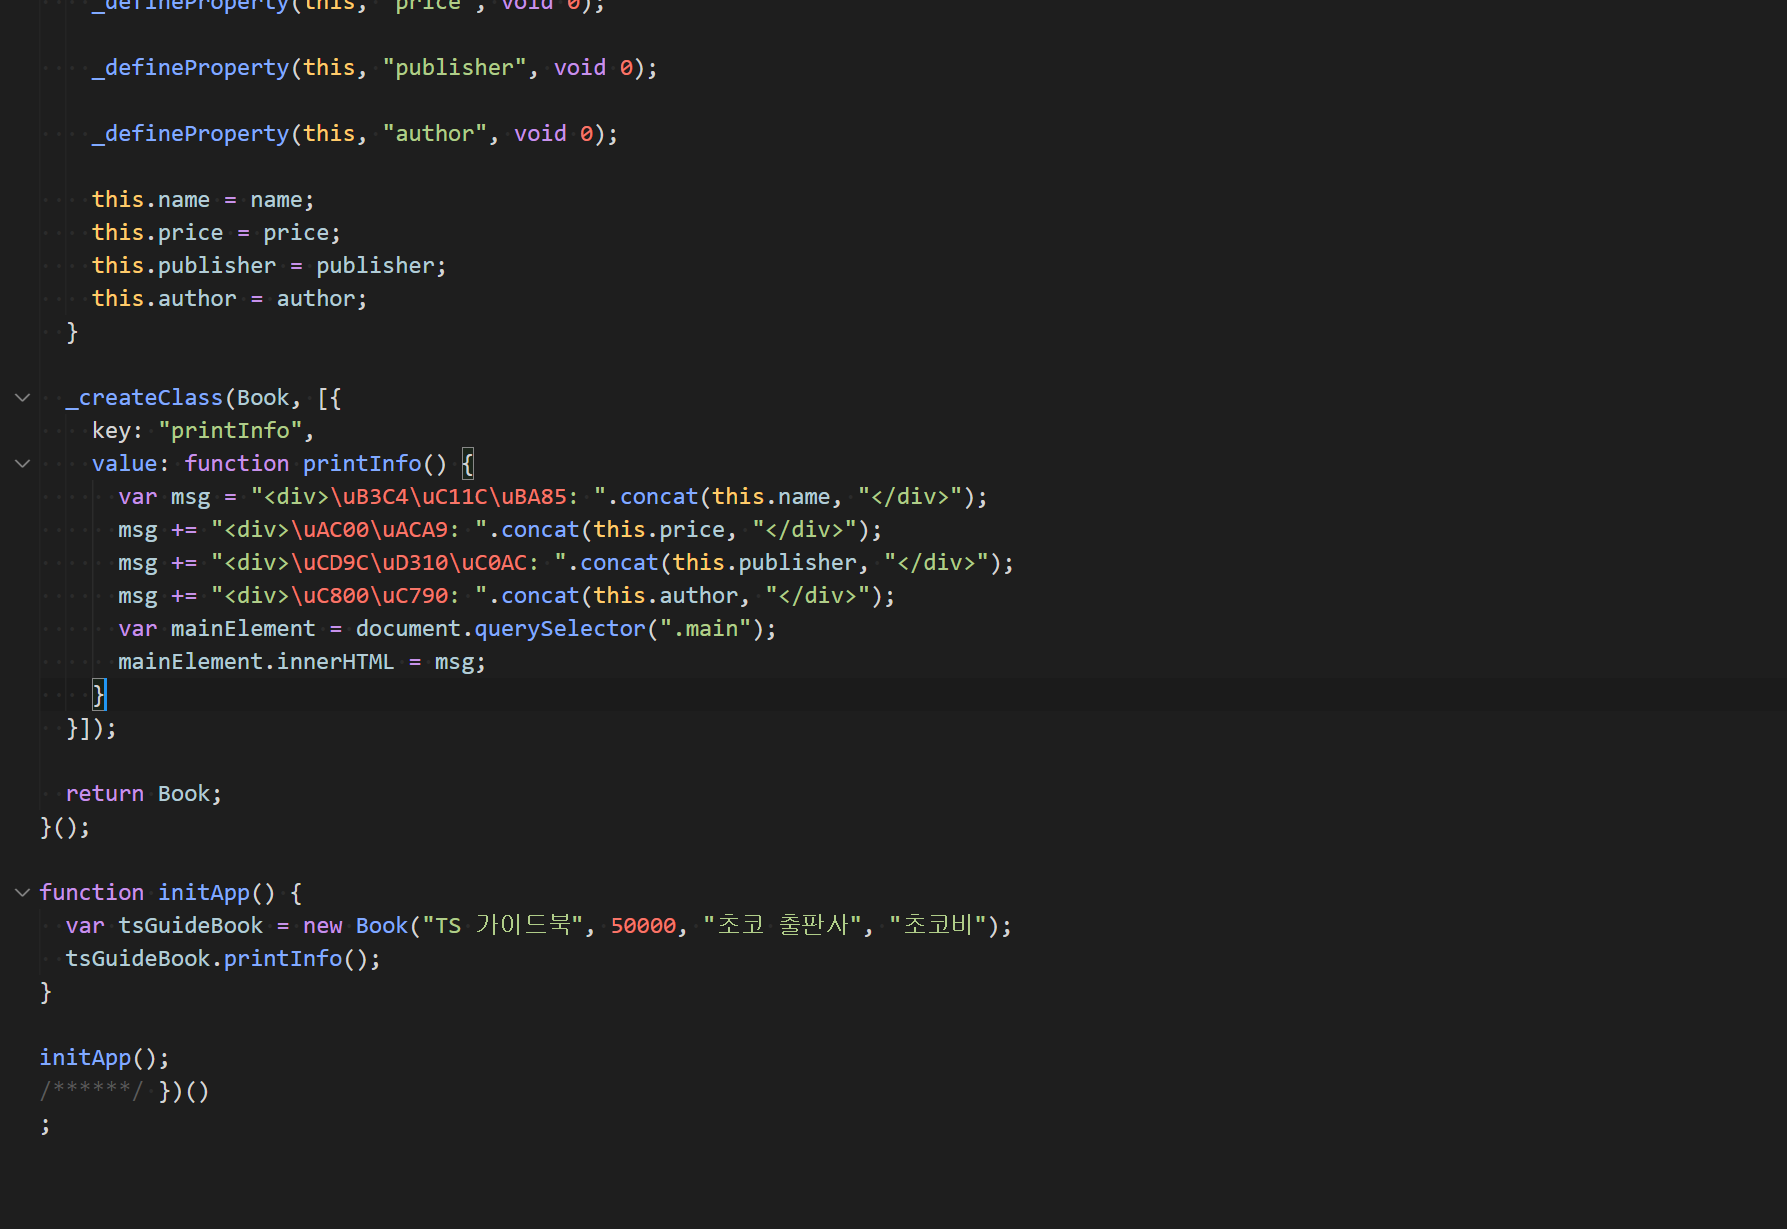 _defineProperty(this, "price", void 0);
_defineProperty(this, "publisher", void 0);
_defineProperty(this, "author", void 0);
this.name = name;
this.price = price;
this.publisher = publisher;
this.author = author;
}
_createClass(Book, [{
key: "printInfo",
value: function printInfo() {
var msg = "<div>\uB3C4\uC11C\uBA85: ".concat(this.name, "</div>");
msg += "<div>\uAC00\uACA9: ".concat(this.price, "</div>");
msg += "<div>\uCD9C\uD310\uC0AC: ".concat(this.publisher, "</div>");
msg += "<div>\uC800\uC790: ".concat(this.author, "</div>");
var mainElement = document.querySelector(".main");
mainElement.innerHTML = msg;
}
}]);
return Book;
}();
function initApp() {
var tsGuideBook = new Book("TS 가이드북", 50000, "초코 출판사", "초코비");
tsGuideBook.printInfo();
}
initApp();
/******/ })()
;